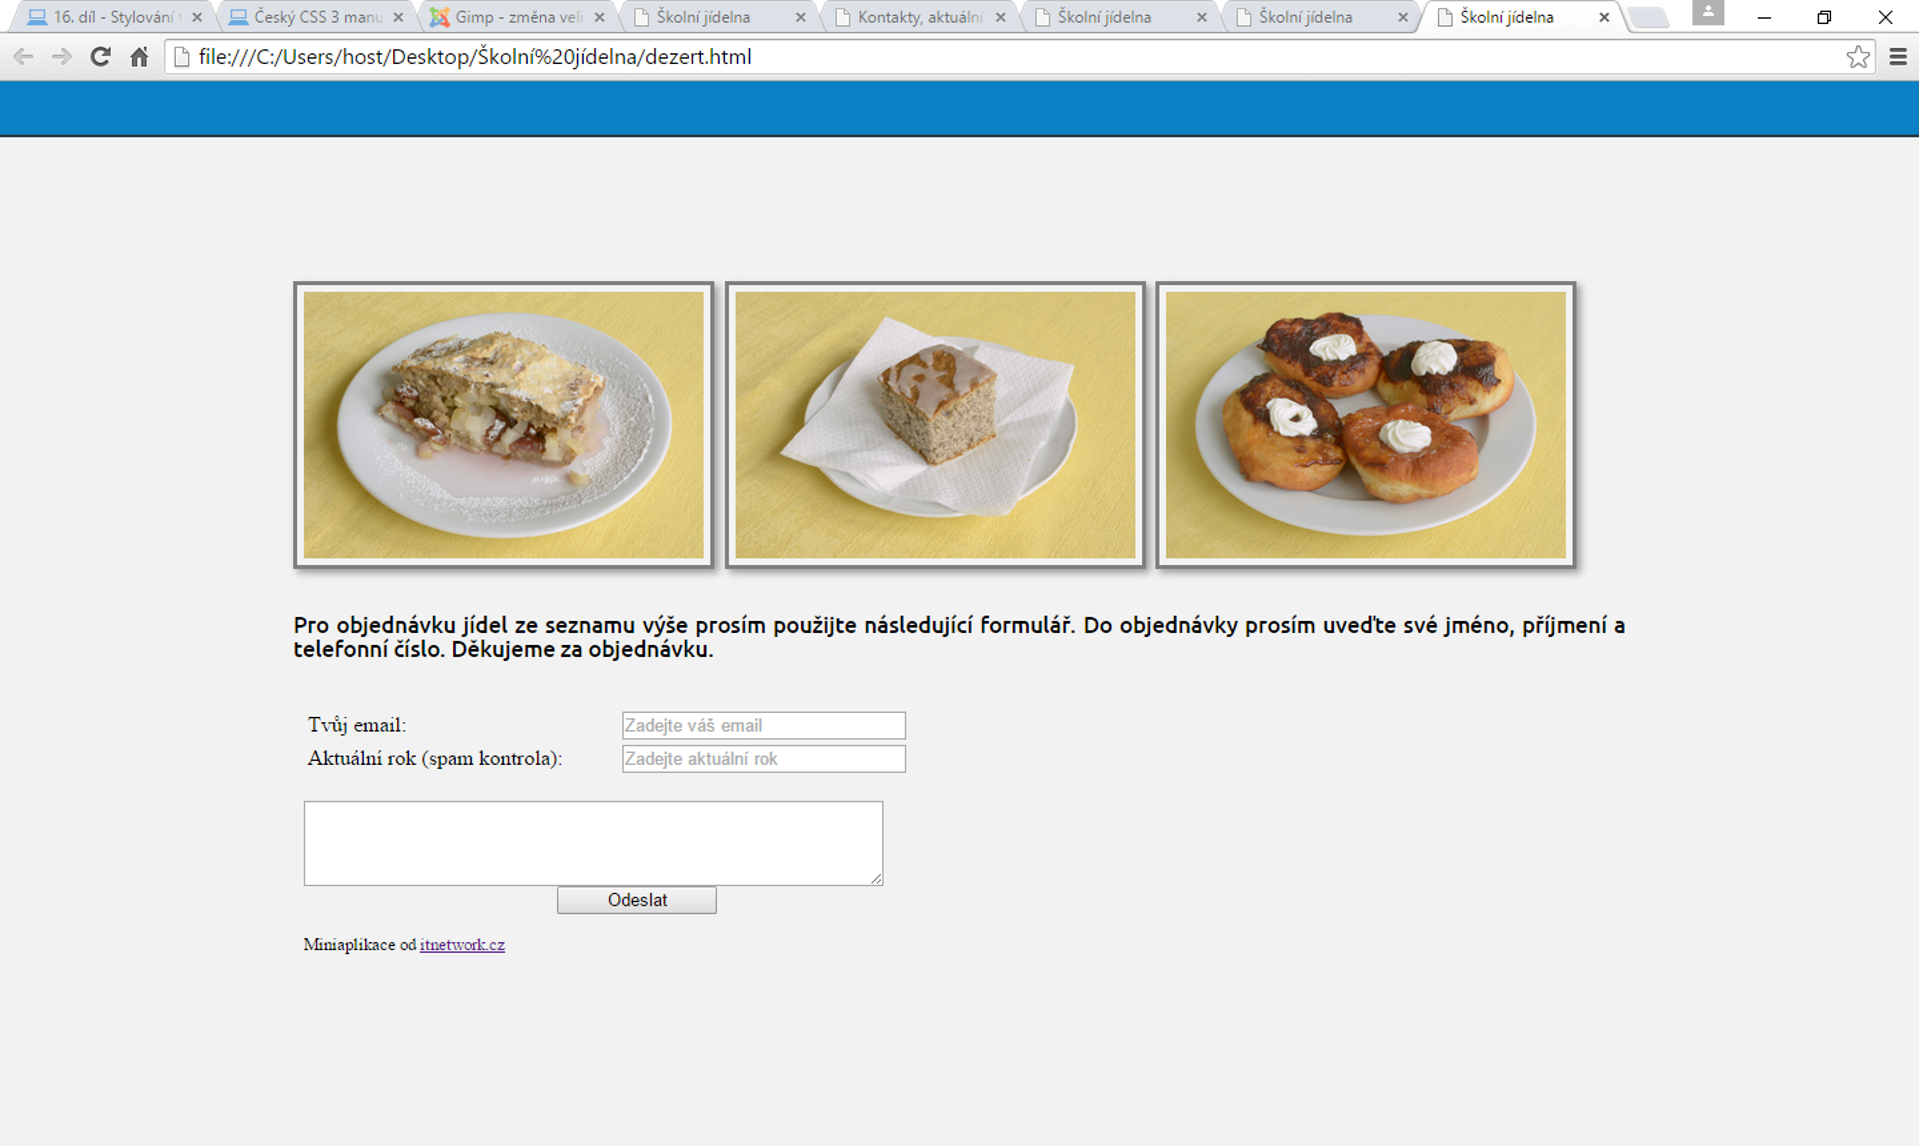 16. díl - Stylování
Český CSS 3 manu
Gimp - změna veli
Školní jídelna
Kontakty, aktuální
Školní jídelna
Školní jídelna
Školní jídelna
file:///C:/Users/host/Desktop/Školní%20jídelna/dezert.html
Pro objednávku jídel ze seznamu výše prosím použijte následující formulář. Do objednávky prosím uveďte své jméno, příjmení a
telefonní číslo. Děkujeme za objednávku.
Tvůj email:
Zadejte váš email
Aktuální rok (spam kontrola):
Zadejte aktuální rok
Odeslat
Miniaplikace od itnetwork.cz